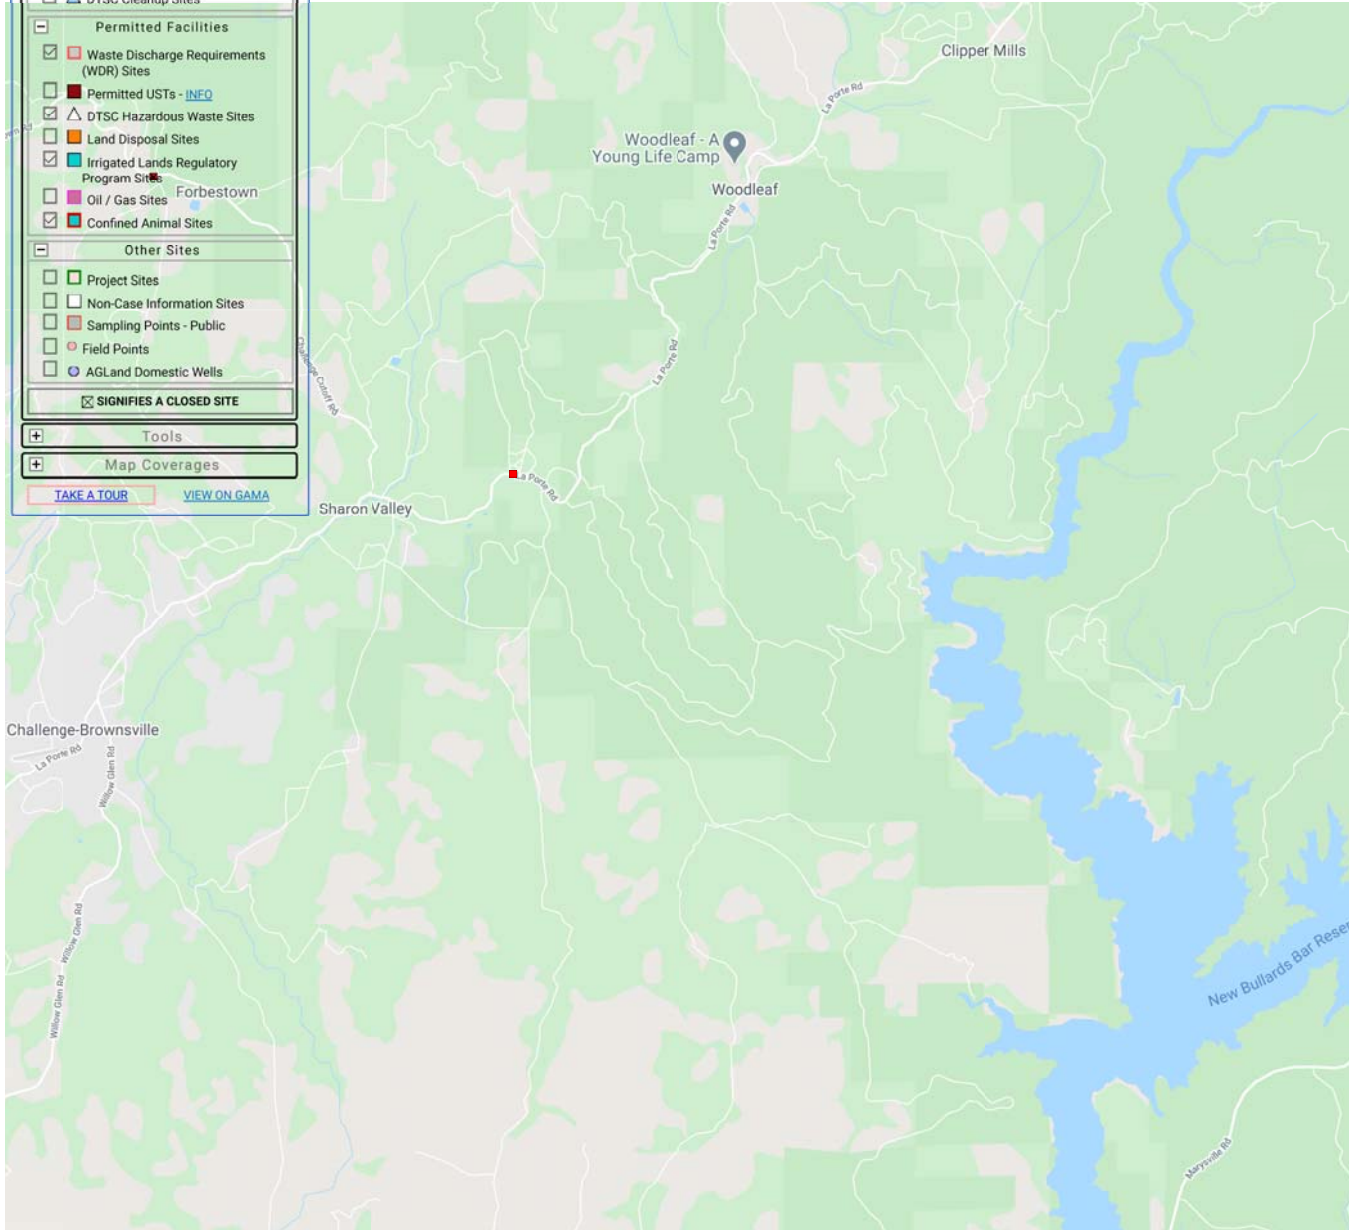 DTSC Cleanup Sites
Permitted Facilities
Waste Discharge Requirements
(WDR) Sites
Permitted USTs - INFO
DTSC Hazardous Waste Sites
Land Disposal Sites
Irrigated Lands Regulatory
Program Sites
Oil / Gas Sites
Confined Animal Sites
Other Sites
Project Sites
Non-Case Information Sites
Sampling Points - Public
Field Points
AGLand Domestic Wells
SIGNIFIES A CLOSED SITE
Tools
Map Coverages
TAKE A TOUR
VIEW ON GAMA
Clipper Mills
La Porte Rd
Woodleaf - A
Young Life Camp
Woodleaf
Forbestown
La Porte Rd
La Porte Rd
Challenge Cutoff Rd
La Porte Rd
Sharon Valley
Challenge-Brownsville
La Porte Rd
Willow Glen Rd
Willow Glen Rd
Willow Glen Rd
New Bullards Bar Reser
Marysville Rd